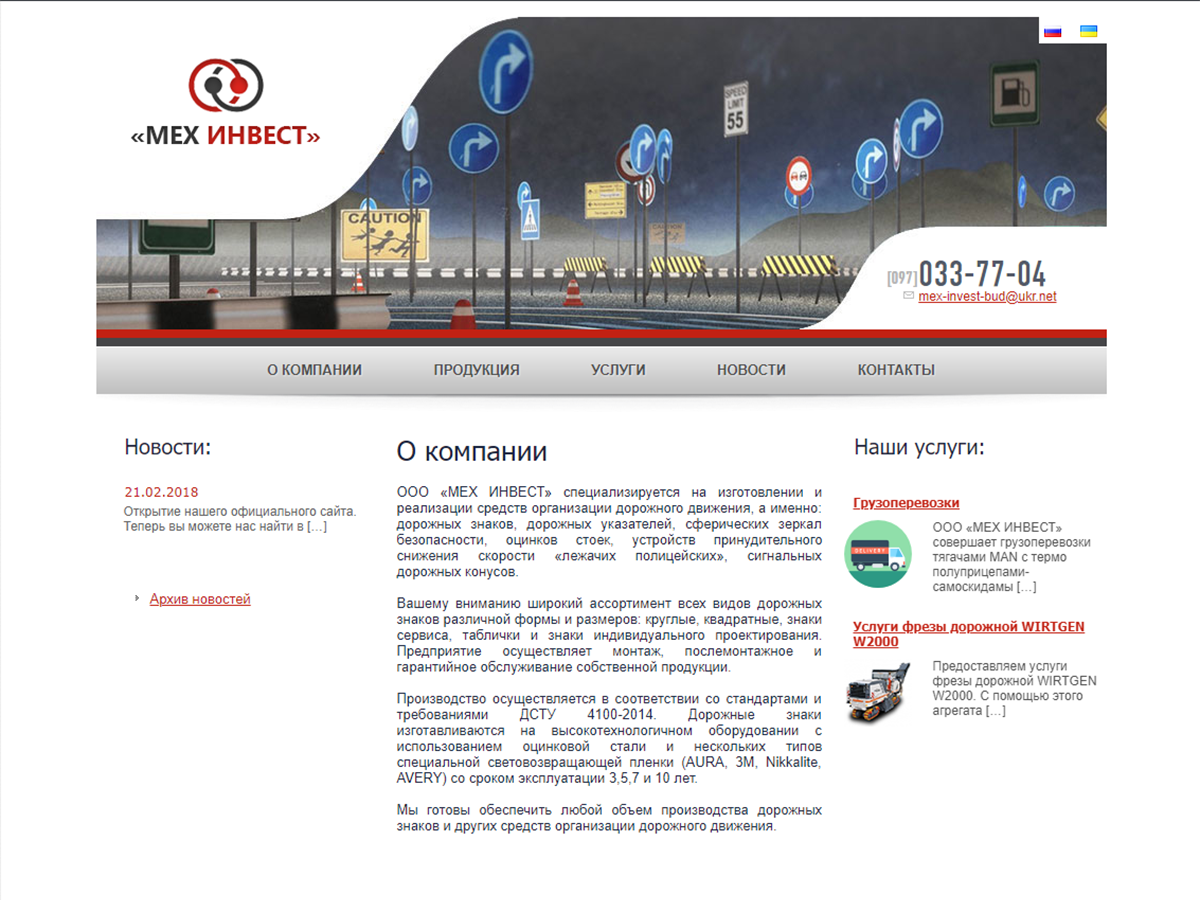 «МЕХ ИНВЕСТ»
SPEED
LIMIT
55
CAUTION
CAUTION
[097]033-77-04
mex-invest-bud@ukr.net
О КОМПАНИИ
ПРОДУКЦИЯ
УСЛУГИ
НОВОСТИ
КОНТАКТЫ
Новости:
21.02.2018
Открытие нашего официального сайта.
Теперь вы можете нас найти в […]
Архив новостей
О компании
ООО «МЕХ ИНВЕСТ» специализируется на изготовлении и
реализации средств организации дорожного движения, а именно:
дорожных знаков, дорожных указателей, сферических зеркал
безопасности, оцинков стоек, устройств принудительного
снижения скорости «лежачих полицейских», сигнальных
дорожных конусов.
Вашему вниманию широкий ассортимент всех видов дорожных
знаков различной формы и размеров: круглые, квадратные, знаки
сервиса, таблички и знаки индивидуального проектирования.
Предприятие осуществляет монтаж, послемонтажное и
гарантийное обслуживание собственной продукции.
Производство осуществляется в соответствии со стандартами и
требованиями ДСТУ 4100-2014. Дорожные знаки
изготавливаются на высокотехнологичном оборудовании с
использованием оцинковой стали и нескольких типов
специальной световозвращающей пленки (AURA, 3M, Nikkalite,
AVERY) со сроком эксплуатации 3,5,7 и 10 лет.
Мы готовы обеспечить любой объем производства дорожных
знаков и других средств организации дорожного движения.
Наши услуги:
Грузоперевозки
DELIVERY
ООО «МЕХ ИНВЕСТ»
совершает грузоперевозки
тягачами MAN с термо
полуприцепами-
самоскидамы […]
Услуги фрезы дорожной WIRTGEN
W2000
Предоставляем услуги
фрезы дорожной WIRTGEN
W2000. С помощью этого
агрегата […]